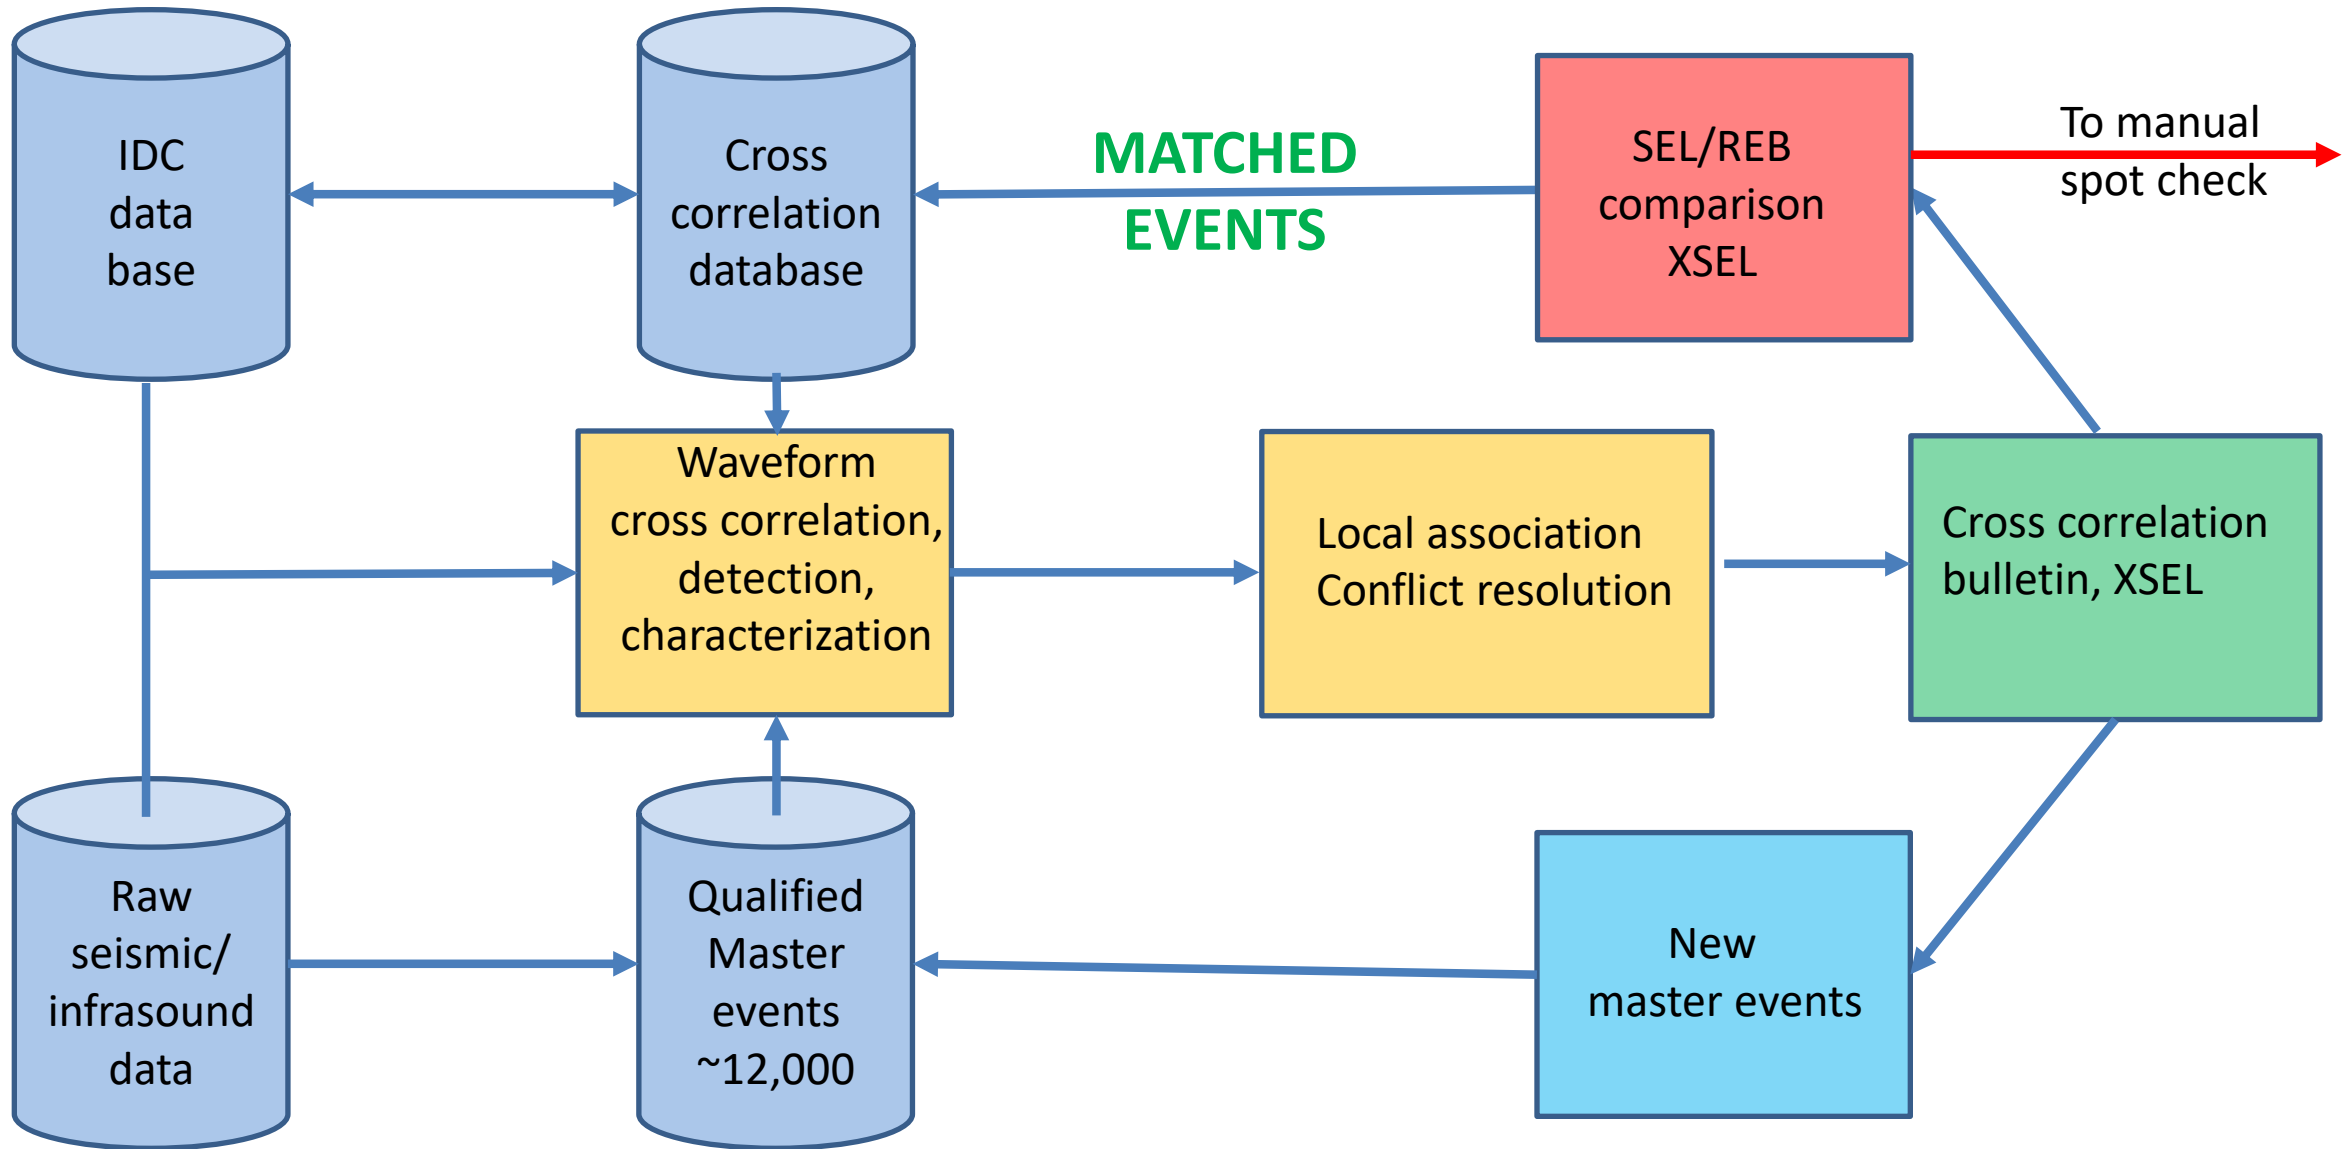 IDC
data
base
Cross
correlation
database
MATCHED
EVENTS
SEL/REB
comparison
XSEL
To manual
spot check
Waveform
cross correlation,
detection,
characterization
Local association
Conflict resolution
Cross correlation
bulletin, XSEL
Raw
seismic/
infrasound
data
Qualified
Master
events
~12,000
New
master events